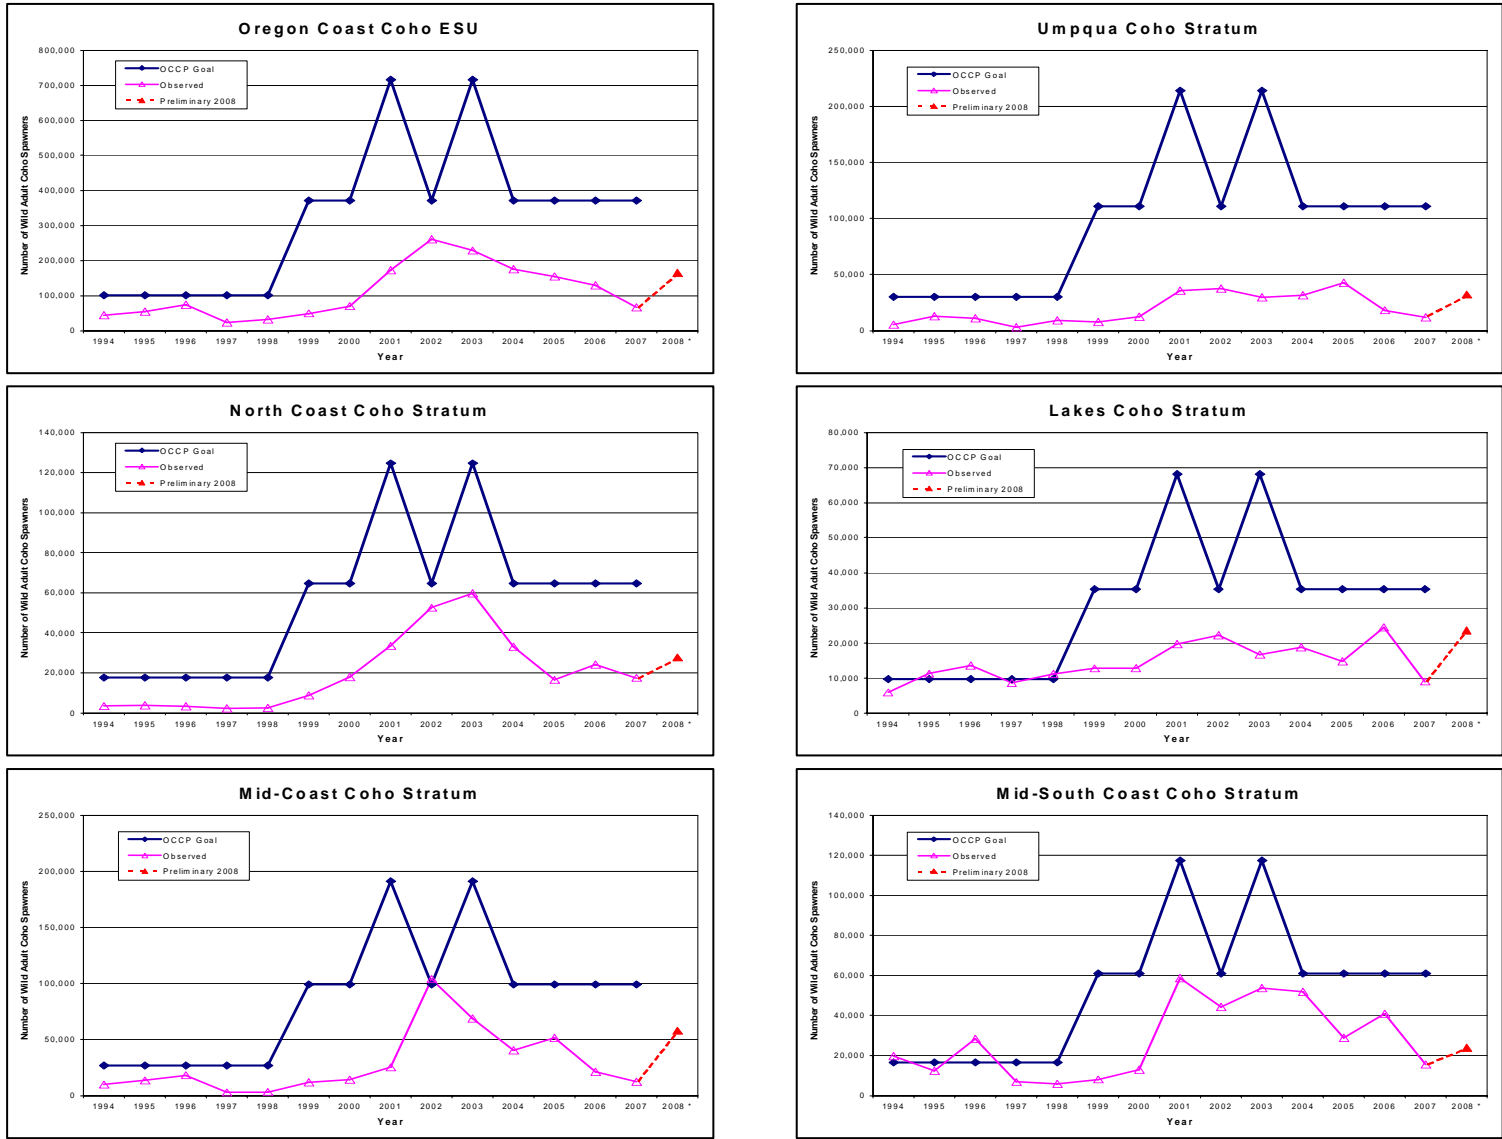 Oregon Coast Coho ESU
Number of Wild Adult Coho Spawners
800,000
700,000
600,000
500,000
400,000
300,000
200,000
100,000
0
OCCP Goal
Observed
Preliminary 2008
1994 1995 1996 1997 1998 1999 2000 2001 2002 2003 2004 2005 2006 2007 2008 *
Year
Umpqua Coho Stratum
Number of Wild Adult Coho Spawners
250,000
200,000
150,000
100,000
50,000
0
OCCP Goal
Observed
Preliminary 2008
1994 1995 1996 1997 1998 1999 2000 2001 2002 2003 2004 2005 2006 2007 2008 *
Year
North Coast Coho Stratum
Number of Wild Adult Coho Spawners
140,000
120,000
100,000
80,000
60,000
40,000
20,000
0
OCCP Goal
Observed
Preliminary 2008
1994 1995 1996 1997 1998 1999 2000 2001 2002 2003 2004 2005 2006 2007 2008 *
Year
Lakes Coho Stratum
Number of Wild Adult Coho Spawners
80,000
70,000
60,000
50,000
40,000
30,000
20,000
10,000
0
OCCP Goal
Observed
Preliminary 2008
1994 1995 1996 1997 1998 1999 2000 2001 2002 2003 2004 2005 2006 2007 2008 *
Year
Mid-Coast Coho Stratum
Number of Wild Adult Coho Spawners
250,000
200,000
150,000
100,000
50,000
0
OCCP Goal
Observed
Preliminary 2008
1994 1995 1996 1997 1998 1999 2000 2001 2002 2003 2004 2005 2006 2007 2008 *
Year
Mid-South Coast Coho Stratum
Number of Wild Adult Coho Spawners
140,000
120,000
100,000
80,000
60,000
40,000
20,000
0
OCCP Goal
Observed
Preliminary 2008
1994 1995 1996 1997 1998 1999 2000 2001 2002 2003 2004 2005 2006 2007 2008 *
Year